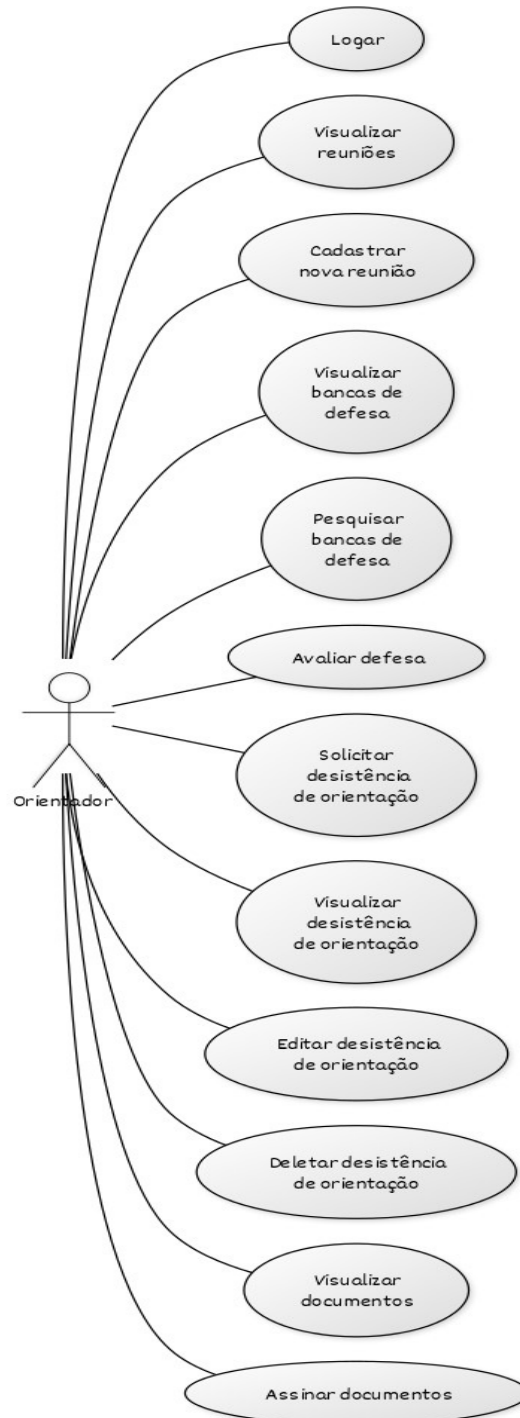 Logar
Visualizar
reuniões
Cadastrar
nova reunião
Visualizar
bancas de
defesa
Pesquisar
bancas de
defesa
Avaliar defesa
Solicitar
desistência
de orientação
Orientador
Visualizar
desistência
de orientação
Editar desistência
de orientação
Deletar desistência
de orientação
Visualizar
documentos
Assinar documentos